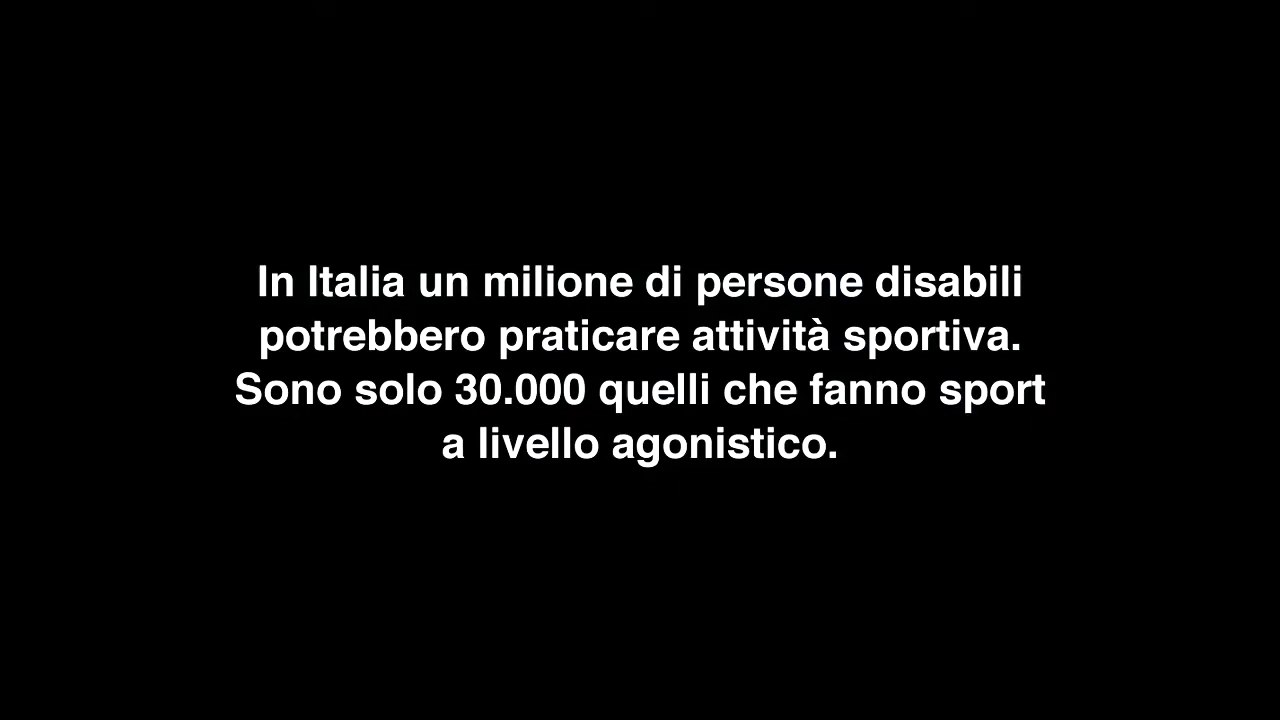 In Italia un milione di persone disabili
potrebbero praticare attività sportiva.
Sono solo 30.000 quelli che fanno sport
a livello agonistico.